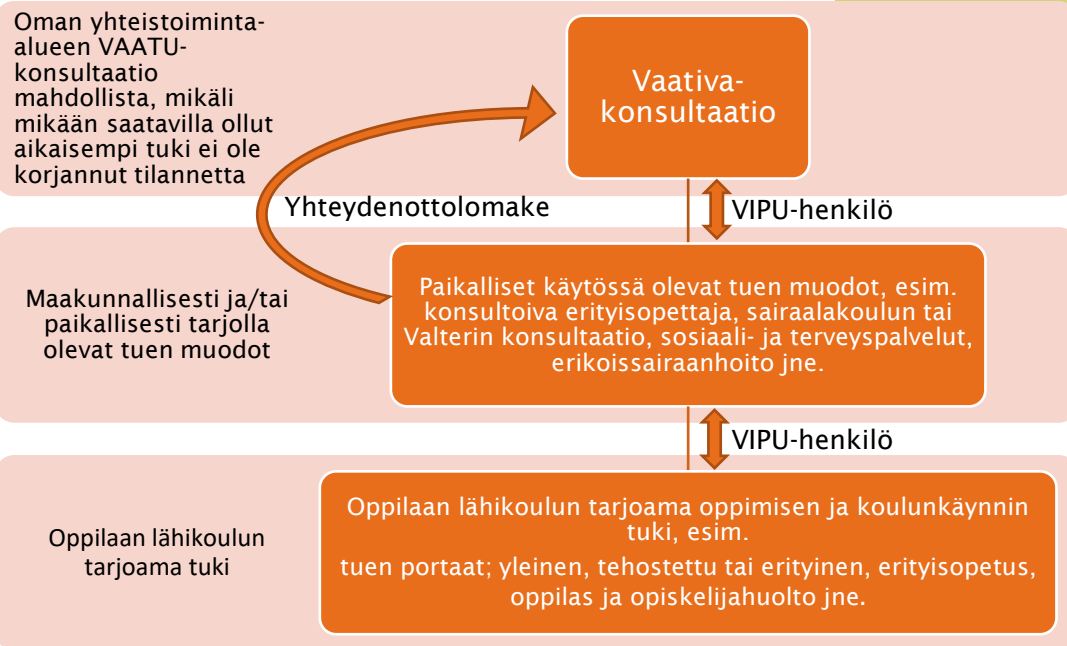 Oman yhteistoiminta-
alueen VAATU-
konsultaatio
mahdollista, mikäli
mikään saatavilla ollut
aikaisempi tuki ei ole
korjannut tilannetta
Vaativa-
konsultaatio
Yhteydenottolomake
VIPU-henkilö
Maakunnallisesti ja/tai
paikallisesti tarjolla
olevat tuen muodot
Paikalliset käytössä olevat tuen muodot, esim.
konsultoiva erityisopettaja, sairaalakoulun tai
Valterin konsultaatio, sosiaali- ja terveyspalvelut,
erikoissairaanhoito jne.
VIPU-henkilö
Oppilaan lähikoulun
tarjoama tuki
Oppilaan lähikoulun tarjoama oppimisen ja koulunkäynnin
tuki, esim.
tuen portaat; yleinen, tehostettu tai erityinen, erityisopetus,
oppilas ja opiskelijahuolto jne.